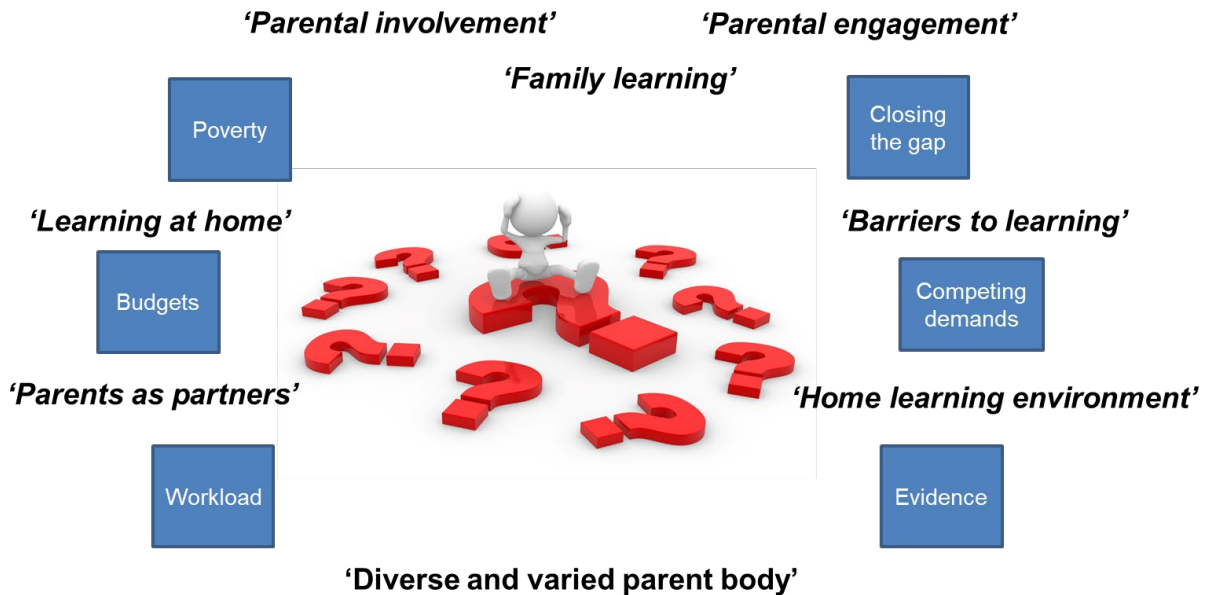 ‘Parental involvement’
‘Parental engagement’
‘Family learning’
Poverty
Closing
the gap
‘Learning at home’
‘Barriers to learning’
Budgets
Competing
demands
‘Parents as partners’
‘Home learning environment’
Workload
Evidence
‘Diverse and varied parent body’